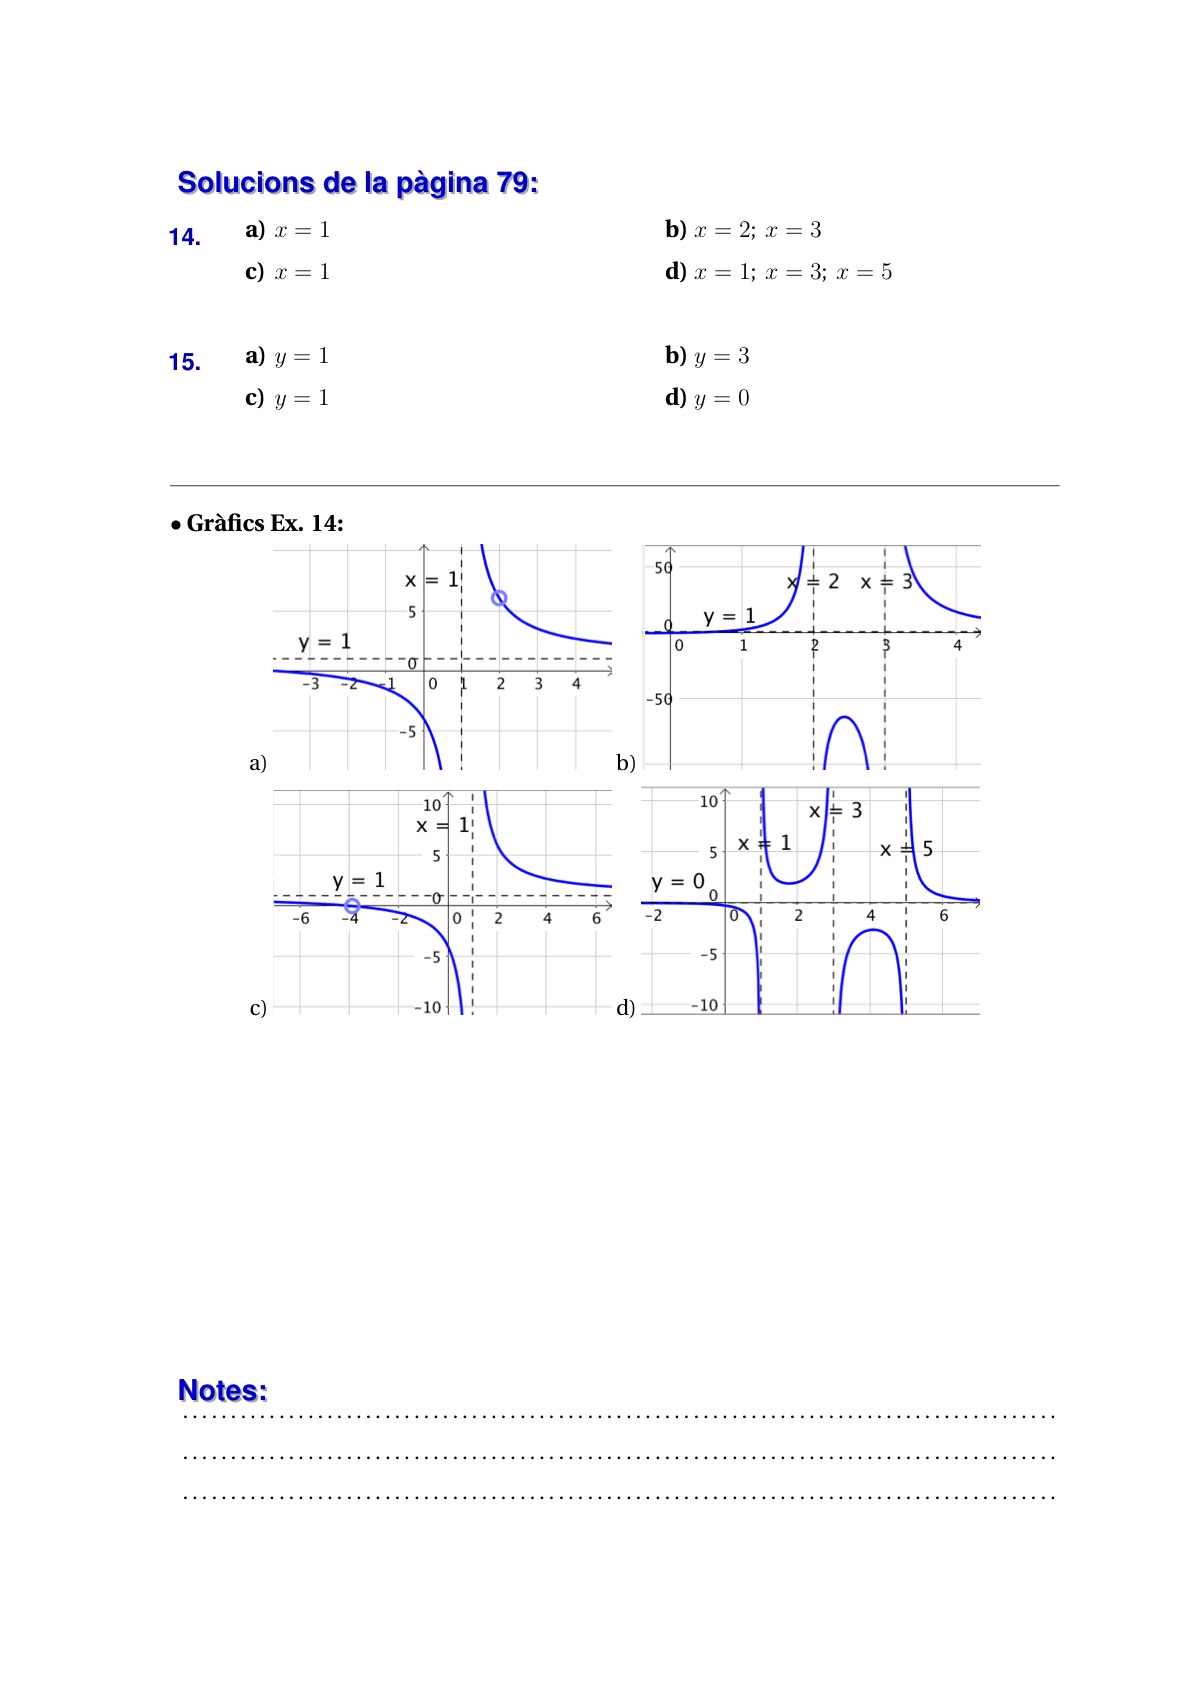 Solucions de la pàgina 79:
14. a) x = 1 b) x = 2; x = 3
c) x = 1 d) x = 1; x = 3; x = 5
15. a) y = 1 b) y = 3
c) y = 1 d) y = 0
• Gràfics Ex. 14:
x = 1
5
y = 1
0
-3 -2 -1 0 1 2 3 4
-5
a)
50
x = 2 x = 3
y = 1
0
0 1 2 3 4
-50
b)
10
x = 1
5
y = 1
0
-6 -4 -2 0 2 4 6
-5
-10
c)
10
x = 3
x = 1
5
x = 5
y = 0
0
-2 0 2 4 6
-5
-10
d)
Notes: